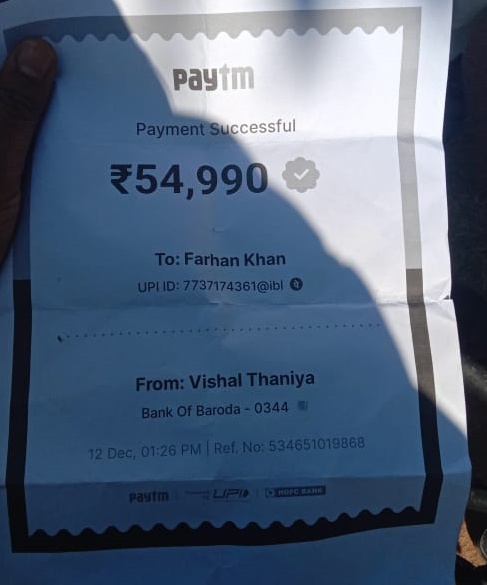 paytm
Payment Successful
₹54,990
To: Farhan Khan
UPI ID: 7737174361@ibl
From: Vishal Thaniya
Bank Of Baroda - 0344
12 Dec, 01:26 PM | Ref. No: 534651019868
paytm | UPI | HDFC BANK